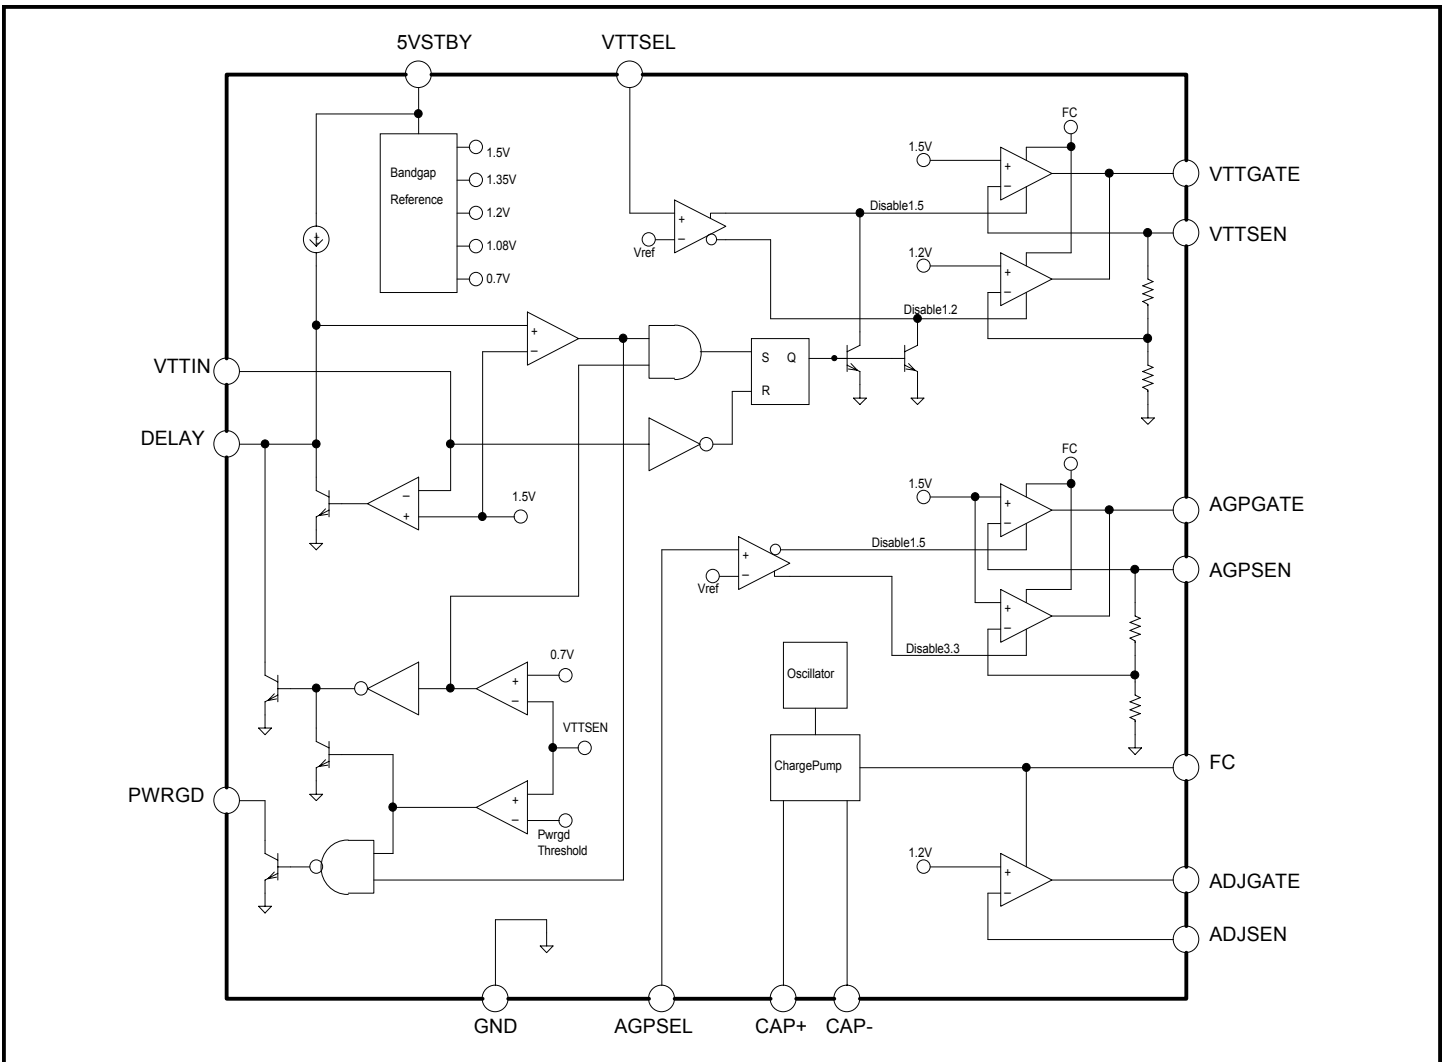 5VSTBY
VTTSEL
FC
1.5V
+
−
VTTGATE
Bandgap
Reference
1.5V
1.35V
1.2V
1.08V
0.7V
Disable1.5
+
−
Vref
VTTSEN
1.2V
+
−
Disable1.2
+
−
VTTIN
S Q
R
DELAY
−
+
1.5V
FC
1.5V
+
−
AGPGATE
Disable1.5
+
−
Vref
AGPSEN
+
−
Disable3.3
0.7V
+
−
Oscillator
VTTSEN
ChargePump
FC
PWRGD
+
−
Pwrgd
Threshold
1.2V
+
−
ADJGATE
ADJSEN
GND
AGPSEL
CAP+
CAP-